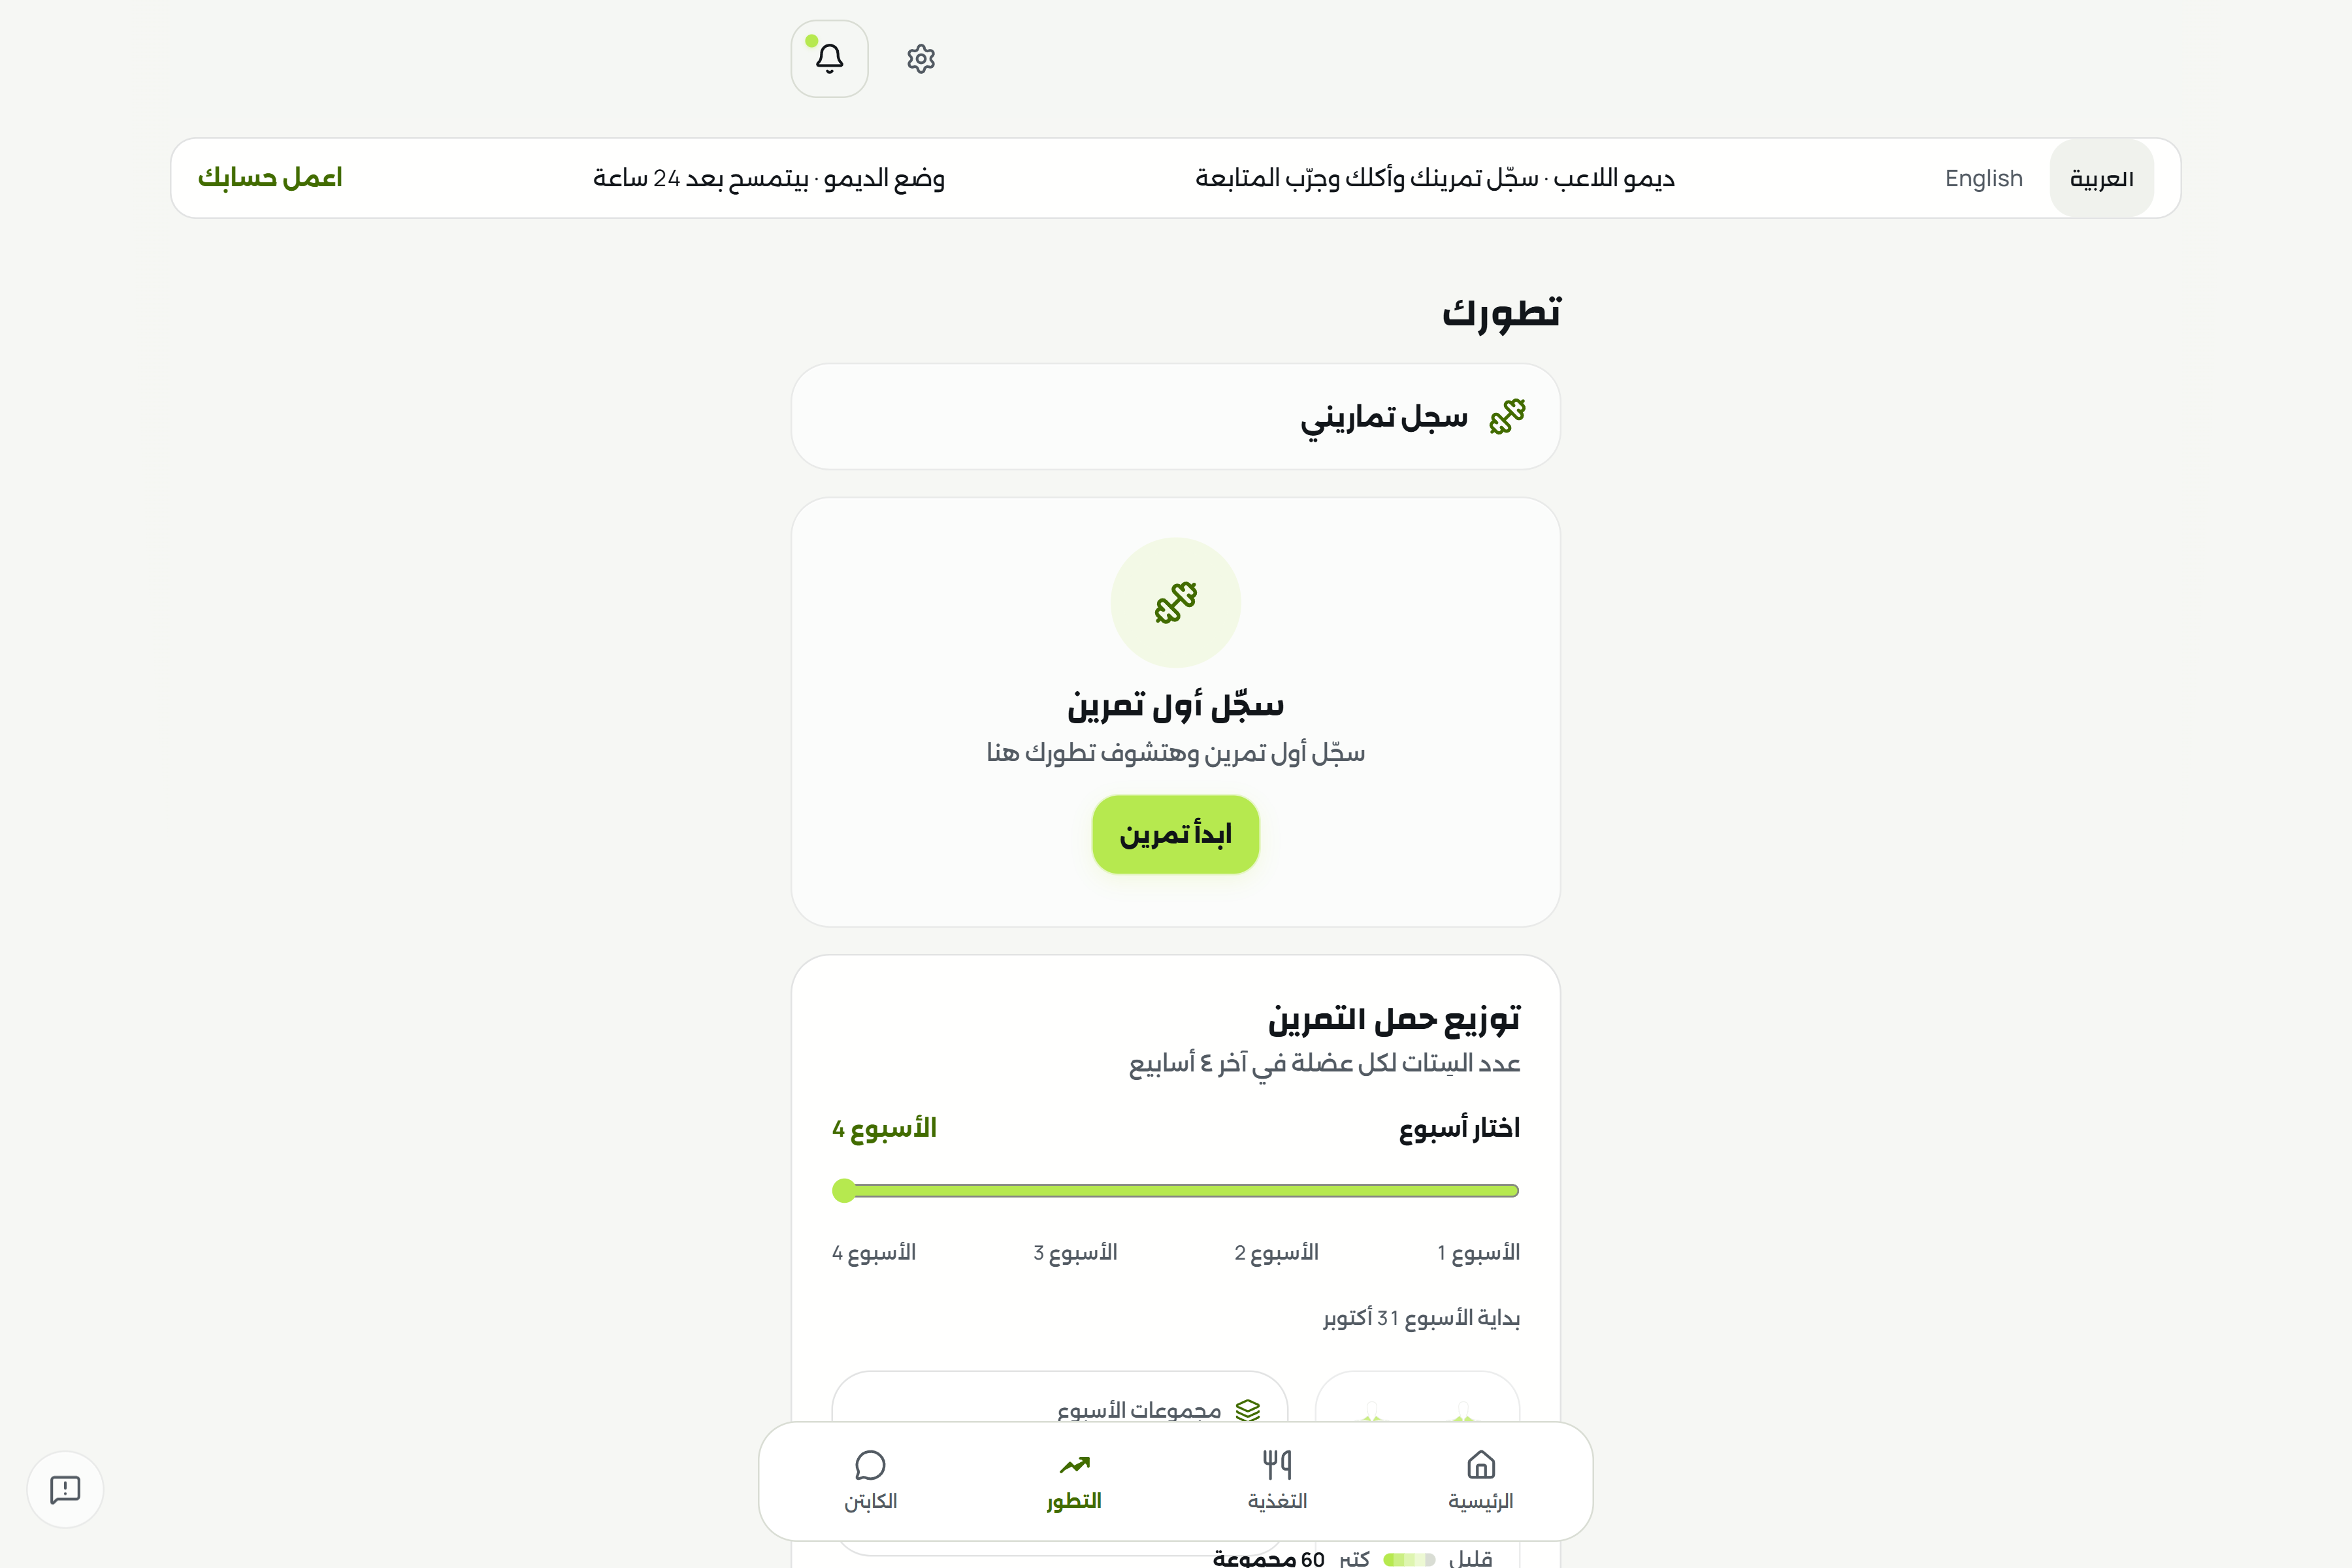 العربية
English
ديمو اللاعب · سجّل تمرينك وأكلك وجرّب المتابعة
وضع الديمو · بيتمسح بعد 24 ساعة
اعمل حسابك
تطورك
سجل تماريني
سجّل أول تمرين
سجّل أول تمرين وهتشوف تطورك هنا
ابدأ تمرين
توزيع حمل التمرين
عدد السِتات لكل عضلة في آخر ٤ أسابيع
اختار أسبوع
الأسبوع 4
الأسبوع 1
الأسبوع 2
الأسبوع 3
الأسبوع 4
بداية الأسبوع 31 أكتوبر
مجموعات الأسبوع
الرئيسية
التغذية
التطور
الكابتن
قليل
كتير
60 مجموعة